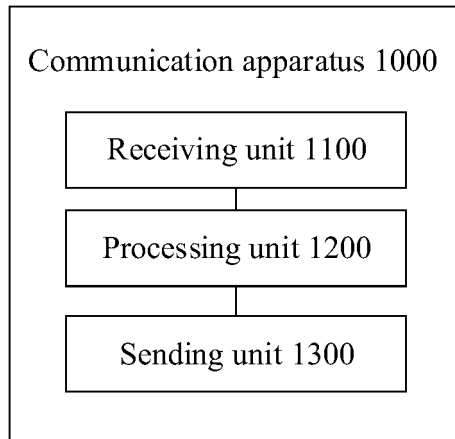 Communication apparatus 1000
Receiving unit 1100
Processing unit 1200
Sending unit 1300